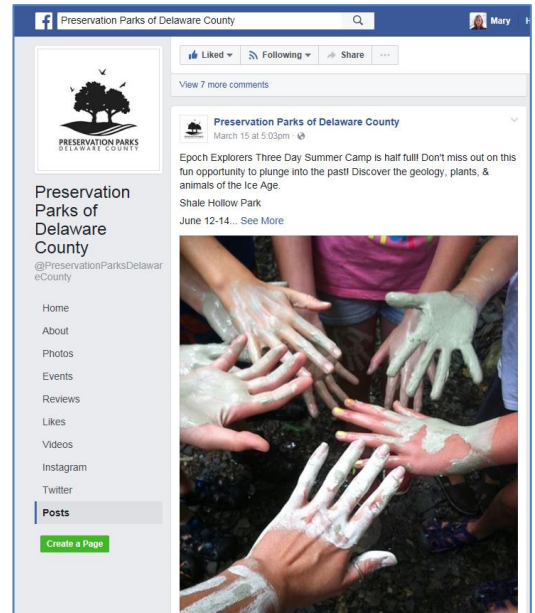 Preservation Parks of Delaware County
Mary
H
Liked
Following
Share
...
View 7 more comments
PRESERVATION PARKS
DELAWARE COUNTY
Preservation
Parks of
Delaware
County
@PreservationParksDelawar
eCounty
Home
About
Photos
Events
Reviews
Likes
Videos
Instagram
Twitter
Posts
Create a Page
Preservation Parks of Delaware County
March 15 at 5:03pm ·
Epoch Explorers Three Day Summer Camp is half full! Don't miss out on this
fun opportunity to plunge into the past! Discover the geology, plants, &
animals of the Ice Age.
Shale Hollow Park
June 12-14... See More